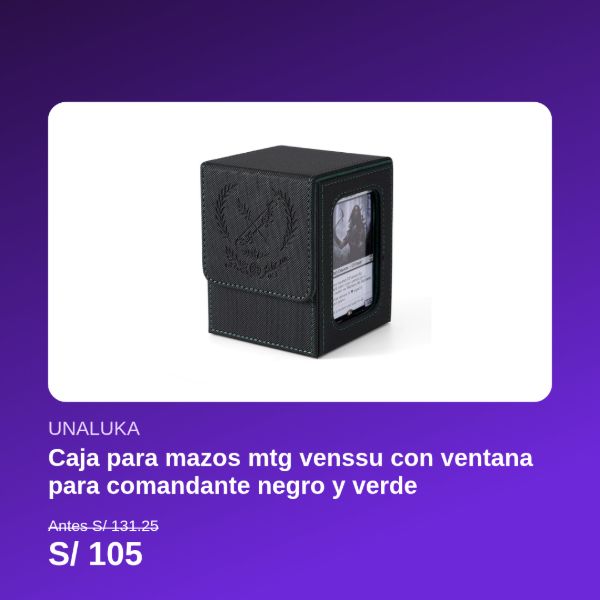 UNALUKA
Caja para mazos mtg venssu con ventana
para comandante negro y verde
Antes S/ 131.25
S/ 105